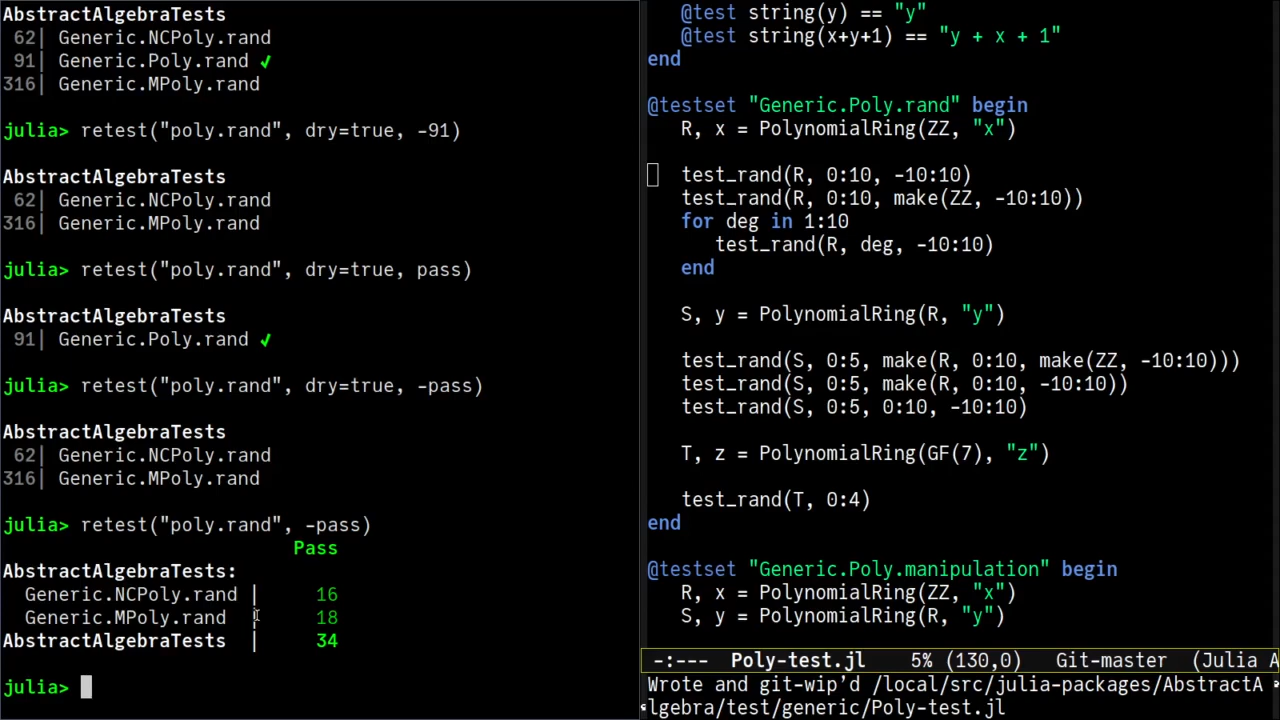 AbstractAlgebraTests
62| Generic.NCPoly.rand
91| Generic.Poly.rand ✔
316| Generic.MPoly.rand
julia> retest("poly.rand", dry=true, -91)
AbstractAlgebraTests
62| Generic.NCPoly.rand
316| Generic.MPoly.rand
julia> retest("poly.rand", dry=true, pass)
AbstractAlgebraTests
91| Generic.Poly.rand ✔
julia> retest("poly.rand", dry=true, -pass)
AbstractAlgebraTests
62| Generic.NCPoly.rand
316| Generic.MPoly.rand
julia> retest("poly.rand", -pass)
Pass
AbstractAlgebraTests:
Generic.NCPoly.rand | 16
Generic.MPoly.rand | 18
AbstractAlgebraTests | 34
julia>
@test string(y) == "y"
@test string(x+y+1) == "y + x + 1"
end
@testset "Generic.Poly.rand" begin
R, x = PolynomialRing(ZZ, "x")
test_rand(R, 0:10, -10:10)
test_rand(R, 0:10, make(ZZ, -10:10))
for deg in 1:10
test_rand(R, deg, -10:10)
end
S, y = PolynomialRing(R, "y")
test_rand(S, 0:5, make(R, 0:10, make(ZZ, -10:10)))
test_rand(S, 0:5, make(R, 0:10, -10:10))
test_rand(S, 0:5, 0:10, -10:10)
T, z = PolynomialRing(GF(7), "z")
test_rand(T, 0:4)
end
@testset "Generic.Poly.manipulation" begin
R, x = PolynomialRing(ZZ, "x")
S, y = PolynomialRing(R, "y")
-:--- Poly-test.jl 5% (130,0) Git-master (Julia A
Wrote and git-wip'd /local/src/julia-packages/AbstractA
lgebra/test/generic/Poly-test.jl